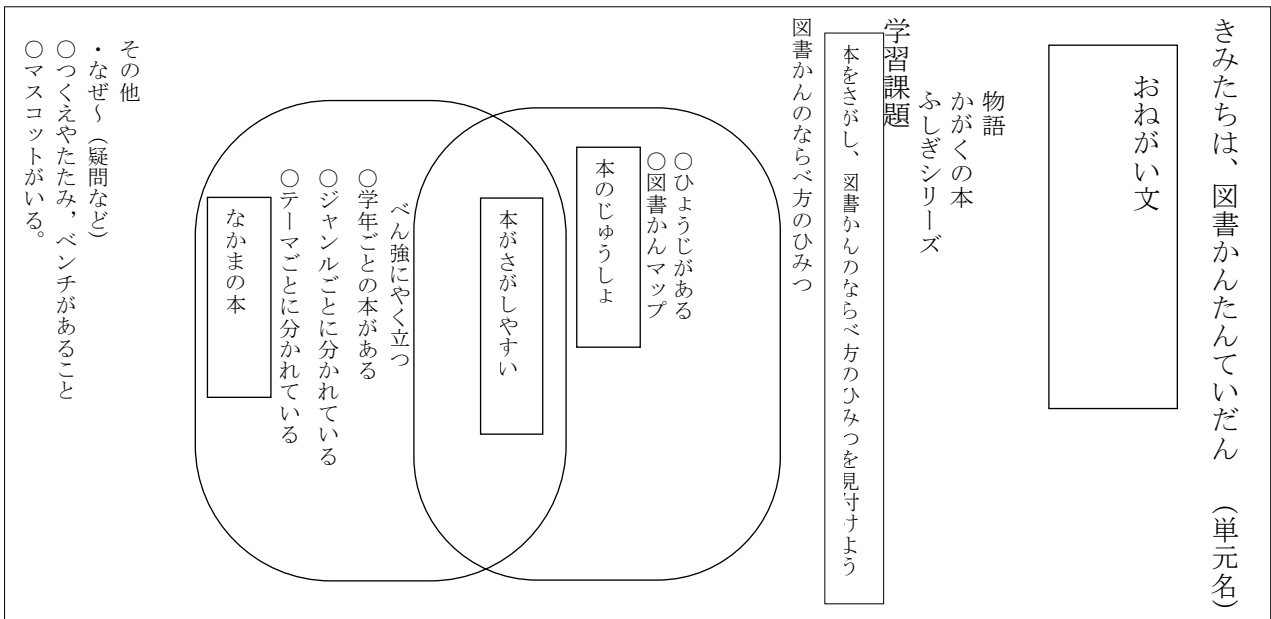 きみたちは、図書かんたんていだん　（単元名）
おねがい文
物語
かがくの本
ふしぎシリーズ
学習課題
本をさがし、図書かんのならべ方のひみつを見付けよう
図書かんのならべ方のひみつ
○ひょうじがある
○図書かんマップ
本のじゅうしょ
本がさがしやすい
べん強にやく立つ
○学年ごとの本がある
○ジャンルごとに分かれている
○テーマごとに分かれている
なかまの本
その他
・なぜ～（疑問など）
○つくえやたたみ，ベンチがあること
○マスコットがいる。